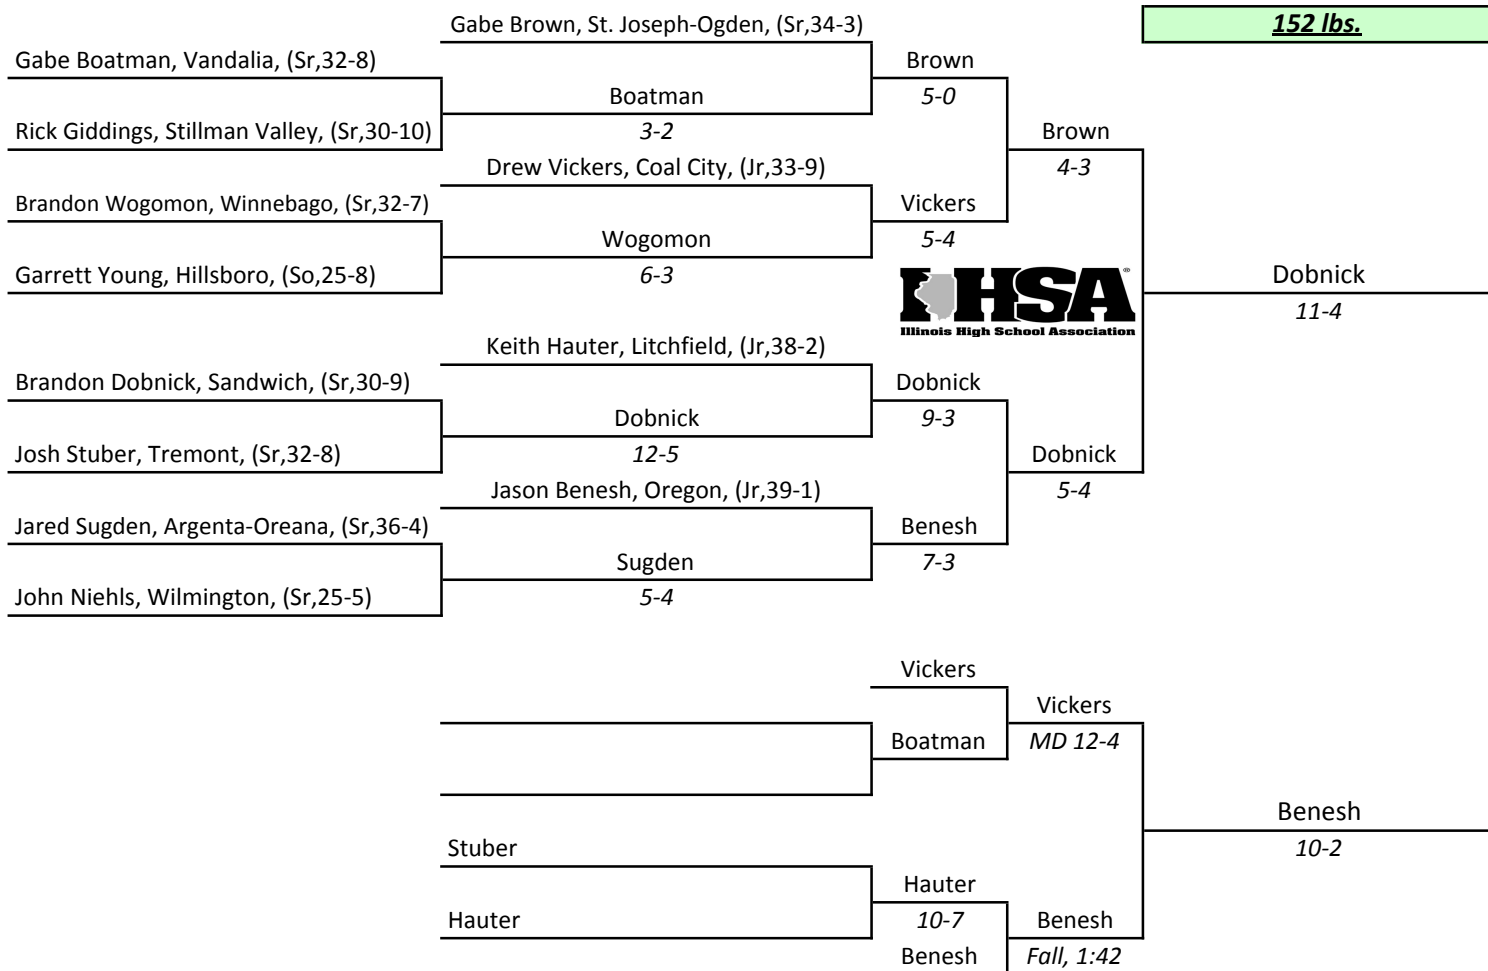 Gabe Brown, St. Joseph-Ogden, (Sr,34-3)
152 lbs.
Gabe Boatman, Vandalia, (Sr,32-8)
Brown
Boatman
5-0
Rick Giddings, Stillman Valley, (Sr,30-10)
3-2
Brown
Drew Vickers, Coal City, (Jr,33-9)
4-3
Brandon Wogomon, Winnebago, (Sr,32-7)
Vickers
Wogomon
5-4
Garrett Young, Hillsboro, (So,25-8)
6-3
IHSA®
Illinois High School Association
Dobnick
11-4
Keith Hauter, Litchfield, (Jr,38-2)
Brandon Dobnick, Sandwich, (Sr,30-9)
Dobnick
Dobnick
9-3
Josh Stuber, Tremont, (Sr,32-8)
12-5
Dobnick
Jason Benesh, Oregon, (Jr,39-1)
5-4
Jared Sugden, Argenta-Oreana, (Sr,36-4)
Benesh
Sugden
7-3
John Niehls, Wilmington, (Sr,25-5)
5-4
Vickers
Vickers
Boatman
MD 12-4
Benesh
10-2
Stuber
Hauter
Hauter
10-7
Benesh
Benesh
Fall, 1:42